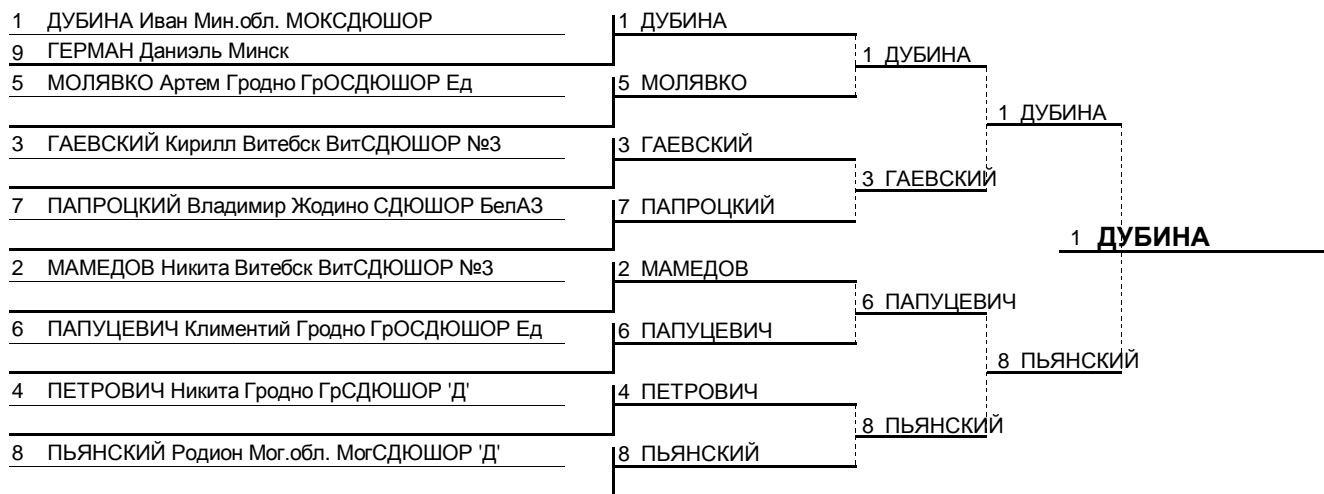 1 ДУБИНА Иван Мин.обл. МОКСДЮШОР
9 ГЕРМАН Даниэль Минск
5 МОЛЯВКО Артем Гродно ГрОСДЮШОР Ед
3 ГАЕВСКИЙ Кирилл Витебск ВитСДЮШОР №3
7 ПАПРОЦКИЙ Владимир Жодино СДЮШОР БелАЗ
2 МАМЕДОВ Никита Витебск ВитСДЮШОР №3
6 ПАПУЦЕВИЧ Климентий Гродно ГрОСДЮШОР Ед
4 ПЕТРОВИЧ Никита Гродно ГрСДЮШОР 'Д'
8 ПЬЯНСКИЙ Родион Мог.обл. МогСДЮШОР 'Д'
1 ДУБИНА
5 МОЛЯВКО
3 ГАЕВСКИЙ
7 ПАПРОЦКИЙ
2 МАМЕДОВ
6 ПАПУЦЕВИЧ
4 ПЕТРОВИЧ
8 ПЬЯНСКИЙ
1 ДУБИНА
3 ГАЕВСКИЙ
6 ПАПУЦЕВИЧ
8 ПЬЯНСКИЙ
1 ДУБИНА
8 ПЬЯНСКИЙ
1 ДУБИНА